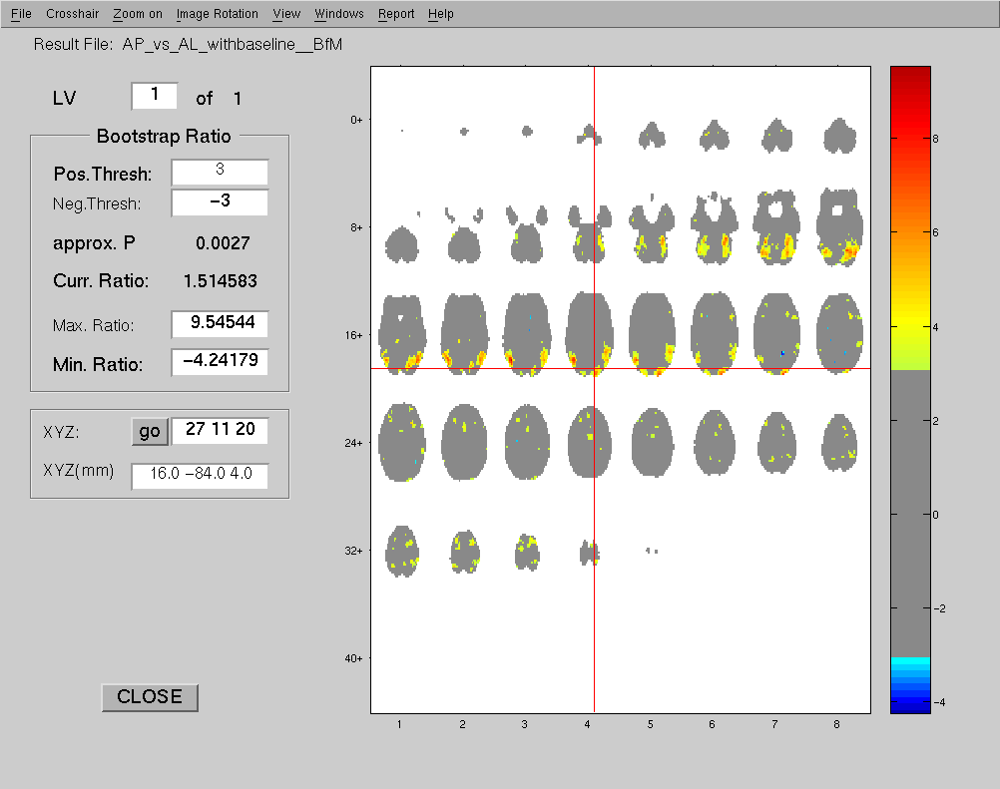 File Crosshair Zoom on Image Rotation View Windows Report Help
Result File: AP_vs_AL_withbaseline__BfM
LV 1 of 1
Bootstrap Ratio
Pos.Thresh: 3
Neg.Thresh: −3
approx. P 0.0027
Curr. Ratio: 1.514583
Max. Ratio: 9.54544
Min. Ratio: −4.24179
XYZ: go 27 11 20
XYZ(mm) 16.0 −84.0 4.0
CLOSE
0+
8+
16+
24+
32+
40+
1 2 3 4 5 6 7 8
8
6
4
2
0
−2
−4